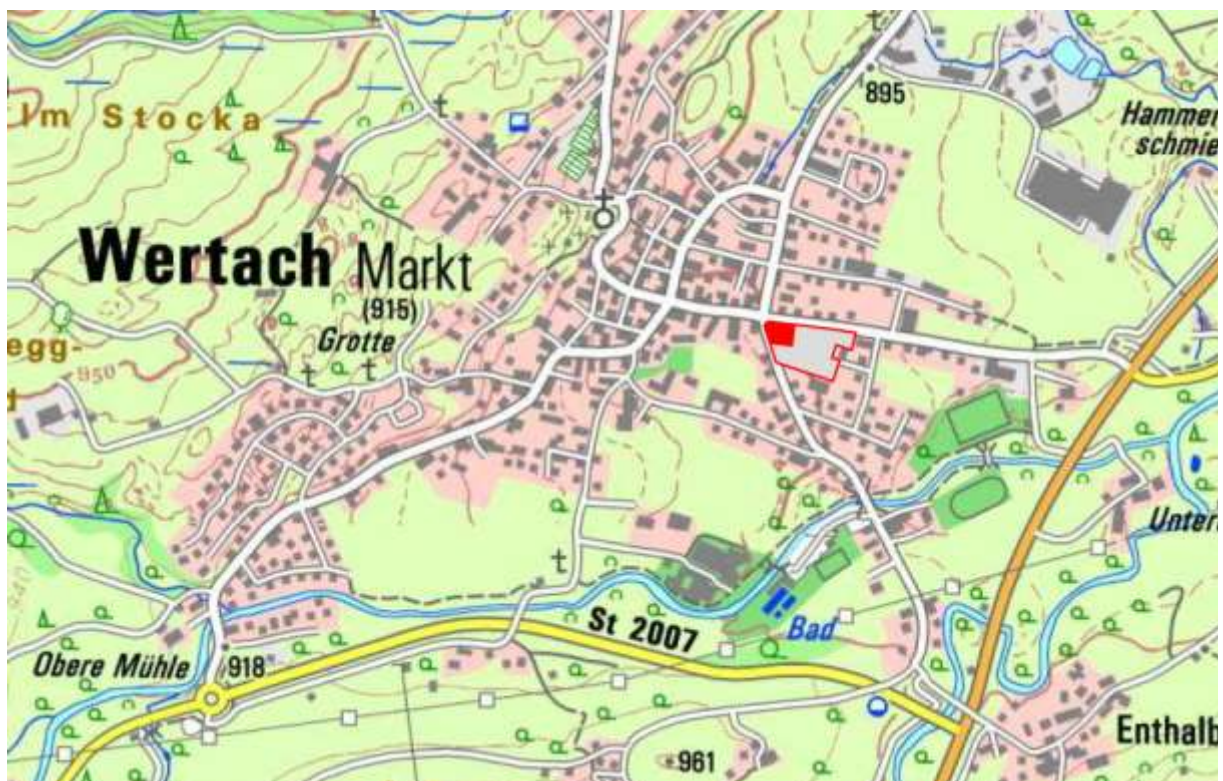 895
Hammer-
schmie
Im Stocka
Wertach Markt
(915)
Grotte
egg-
850
St 2007
Bad
Obere Mühle
918
Unter
961
Enthalb